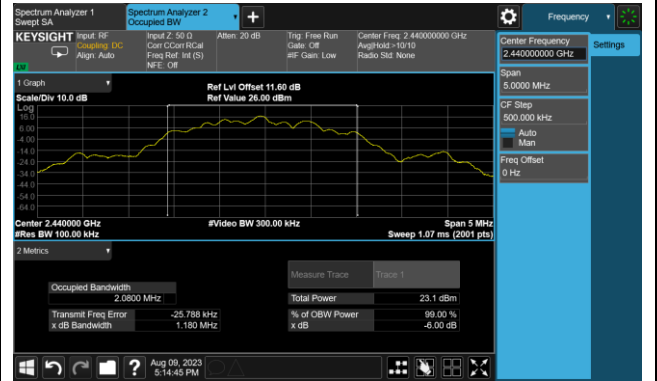 Spectrum Analyzer 1
Swept SA
Spectrum Analyzer 2
Occupied BW
Frequency
KEYSIGHT
Input: RF
Coupling: DC
Align: Auto
LXI
Input Z: 50 Ω
Corr CCorr RCal
Freq Ref: Int (S)
NFE: Off
Atten: 20 dB
Trig: Free Run
Gate: Off
#IF Gain: Low
Center Freq: 2.440000000 GHz
Avg|Hold:>10/10
Radio Std: None
Center Frequency
2.440000000 GHz
Settings
Span
5.0000 MHz
CF Step
500.000 kHz
Auto
Man
Freq Offset
0 Hz
1 Graph
Scale/Div 10.0 dB
Ref Lvl Offset 11.60 dB
Ref Value 26.00 dBm
Log
16.0
6.00
-4.00
-14.0
-24.0
-34.0
-44.0
-54.0
-64.0
Center 2.440000 GHz
#Res BW 100.00 kHz
#Video BW 300.00 kHz
Span 5 MHz
Sweep 1.07 ms (2001 pts)
2 Metrics
Measure Trace
Trace 1
Occupied Bandwidth
2.0800 MHz
Total Power
23.1 dBm
Transmit Freq Error
-25.788 kHz
% of OBW Power
99.00 %
x dB Bandwidth
1.180 MHz
x dB
-6.00 dB
Aug 09, 2023
5:14:45 PM